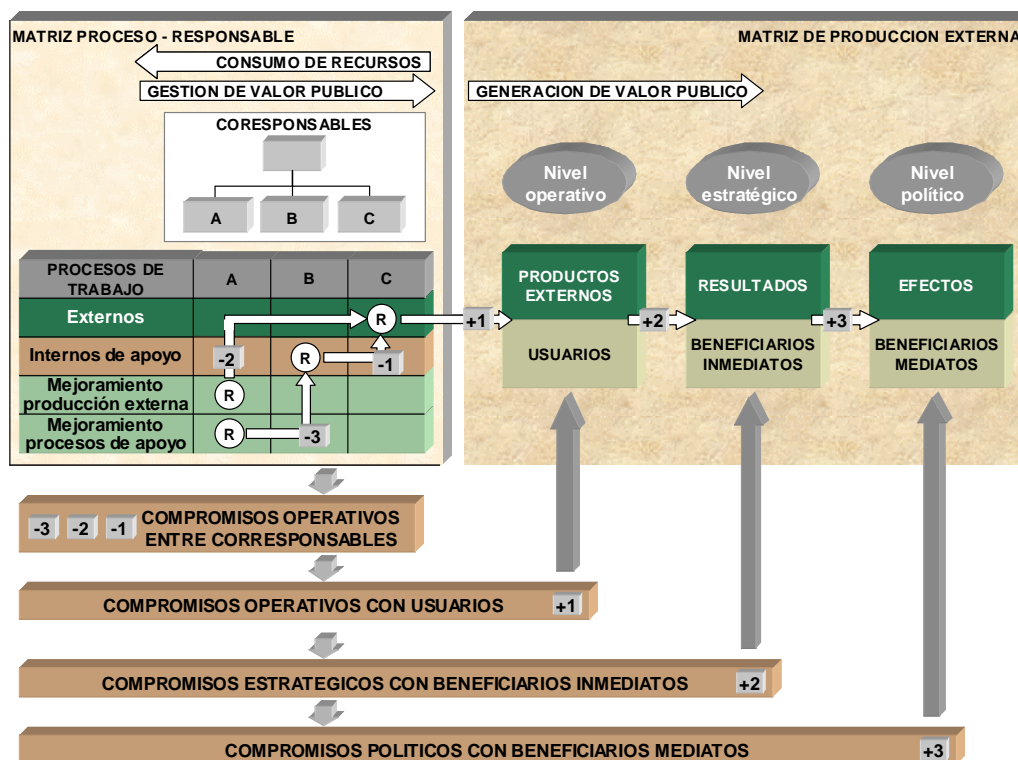 MATRIZ PROCESO - RESPONSABLE
CONSUMO DE RECURSOS
GESTION DE VALOR PUBLICO
CORESPONSABLES
A
B
C
PROCESOS DE
TRABAJO
A
B
C
Externos
R
Internos de apoyo
-2
R
-1
Mejoramiento
producción externa
R
Mejoramiento
procesos de apoyo
R
-3
MATRIZ DE PRODUCCION EXTERNA
GENERACION DE VALOR PUBLICO
Nivel
operativo
Nivel
estratégico
Nivel
político
PRODUCTOS
EXTERNOS
RESULTADOS
EFECTOS
+1
+2
+3
USUARIOS
BENEFICIARIOS
INMEDIATOS
BENEFICIARIOS
MEDIATOS
-3 -2 -1
COMPROMISOS OPERATIVOS
ENTRE CORRESPONSABLES
COMPROMISOS OPERATIVOS CON USUARIOS +1
COMPROMISOS ESTRATEGICOS CON BENEFICIARIOS INMEDIATOS +2
COMPROMISOS POLITICOS CON BENEFICIARIOS MEDIATOS +3